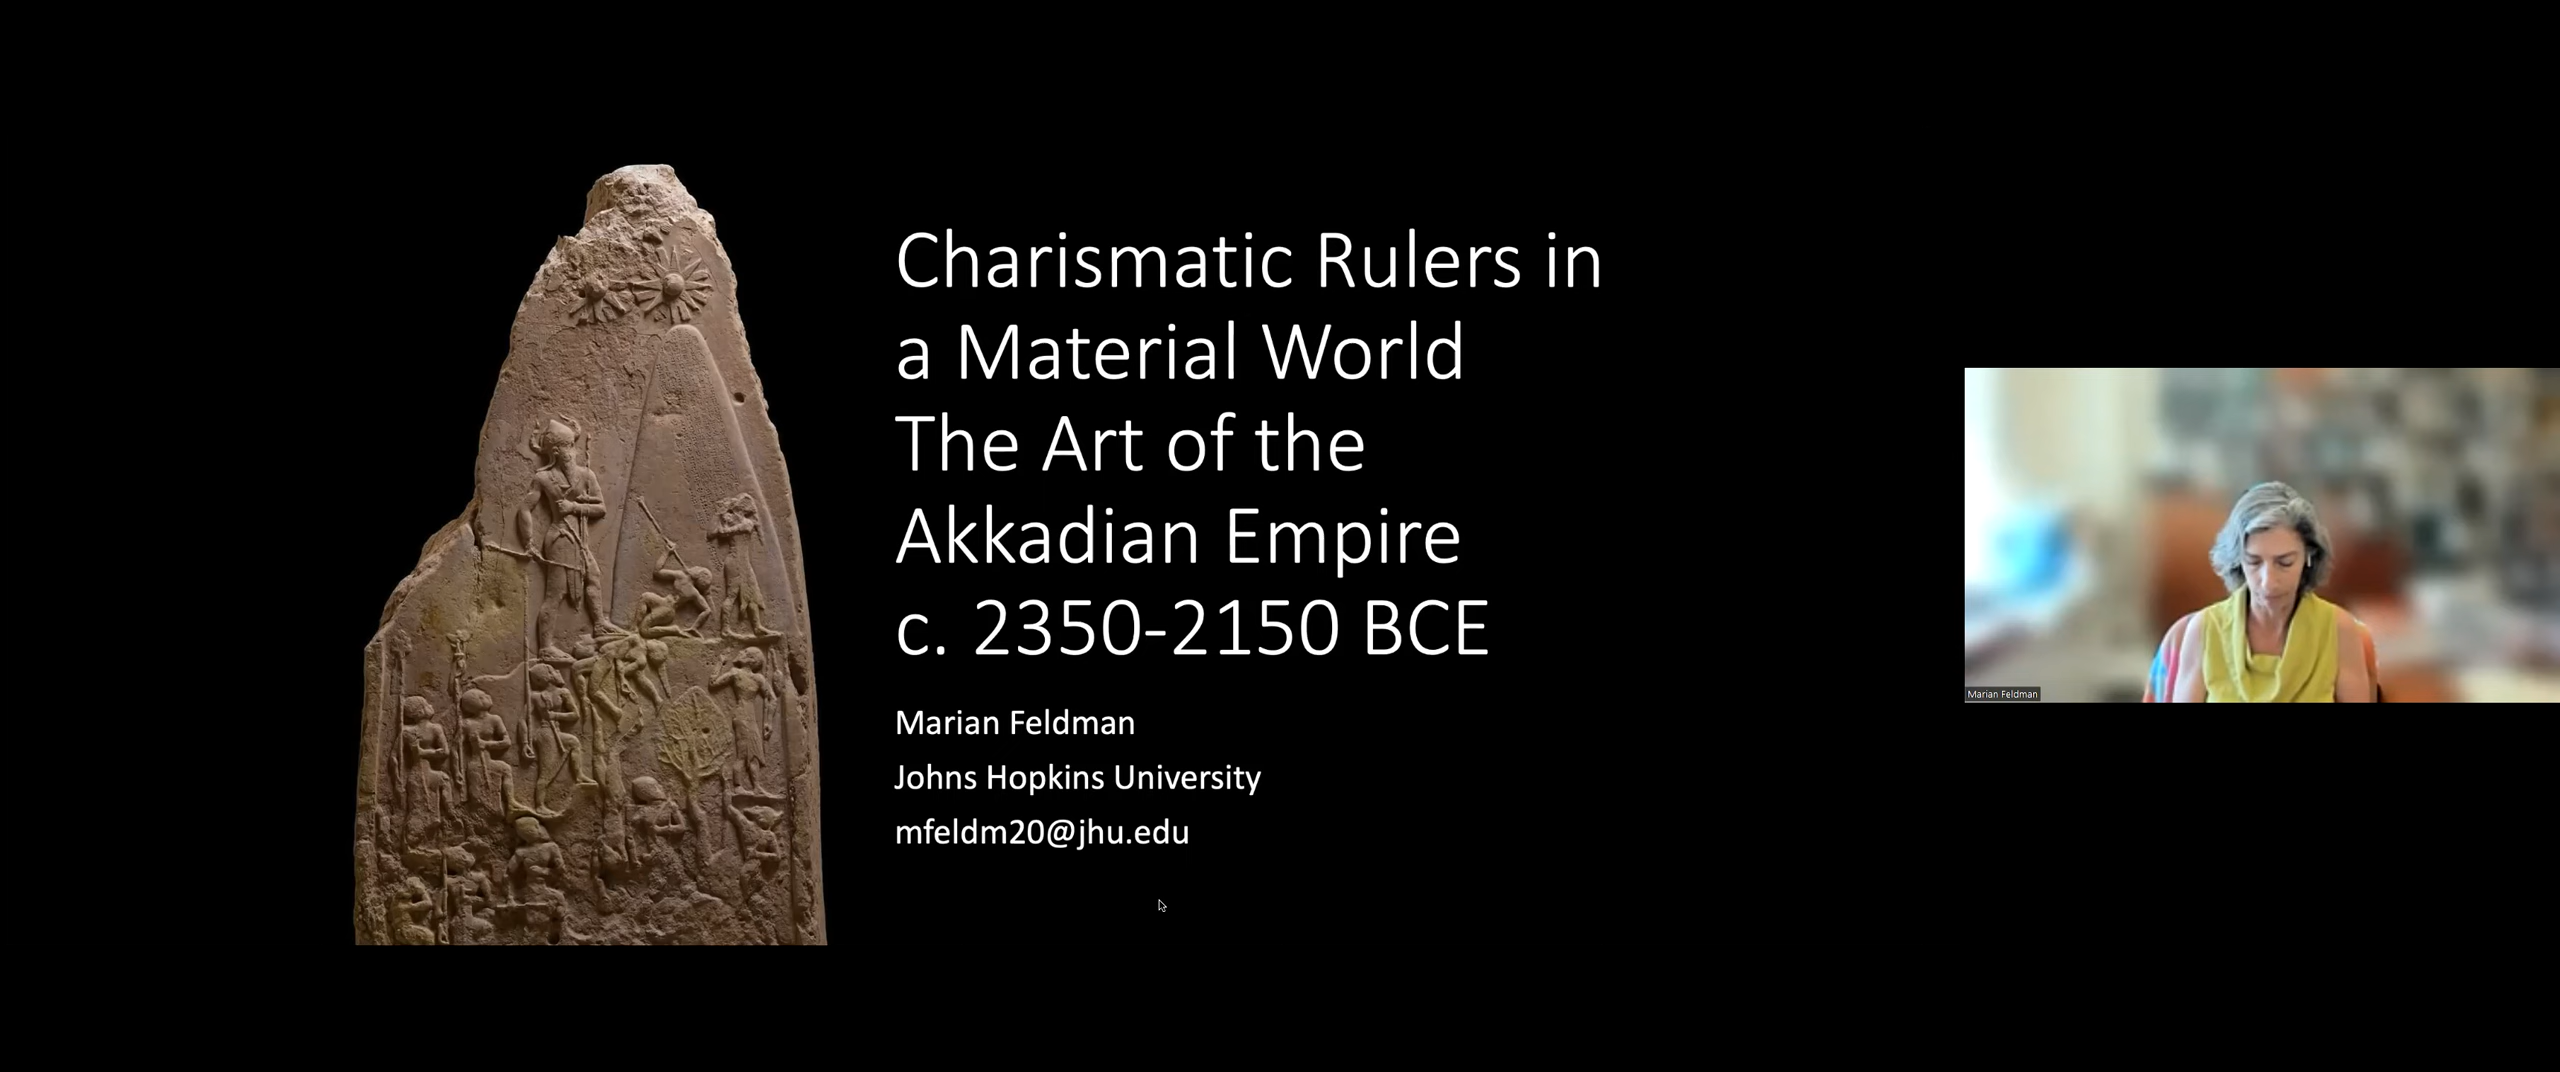 Charismatic Rulers in
a Material World
The Art of the
Akkadian Empire
c. 2350-2150 BCE
Marian Feldman
Johns Hopkins University
mfeldm20@jhu.edu
Marian Feldman